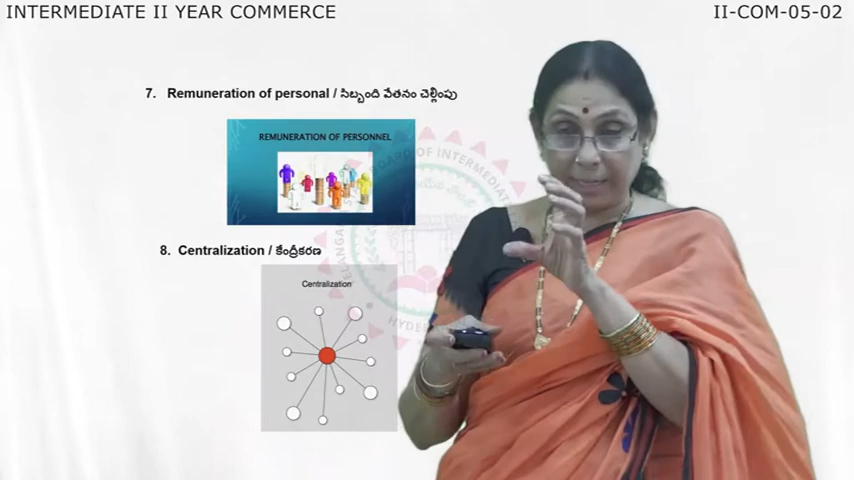 INTERMEDIATE II YEAR COMMERCE
II-COM-05-02
7. Remuneration of personal / సిబ్బంది వేతనం చెల్లింపు
REMUNERATION OF PERSONNEL
8. Centralization / కేంద్రీకరణ
Centralization